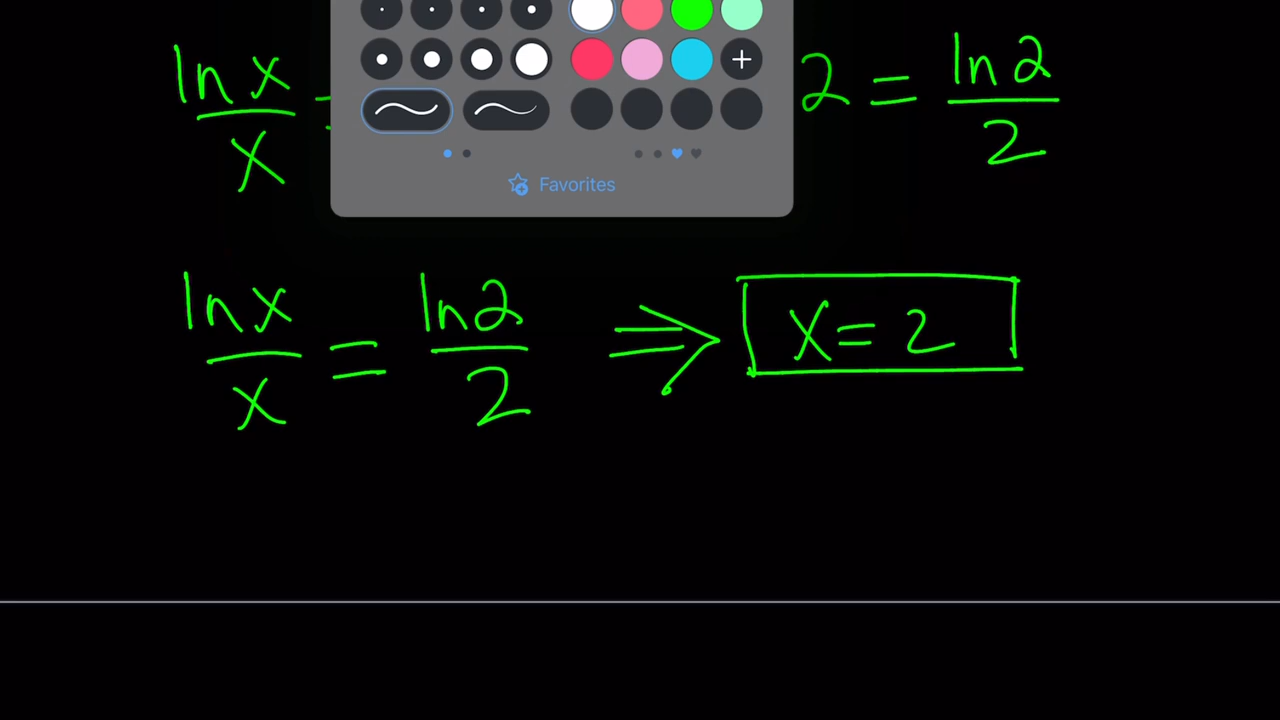 ln x / x = 2 = ln 2 / 2
Favorites
ln x / x = ln 2 / 2 ⇒ x = 2